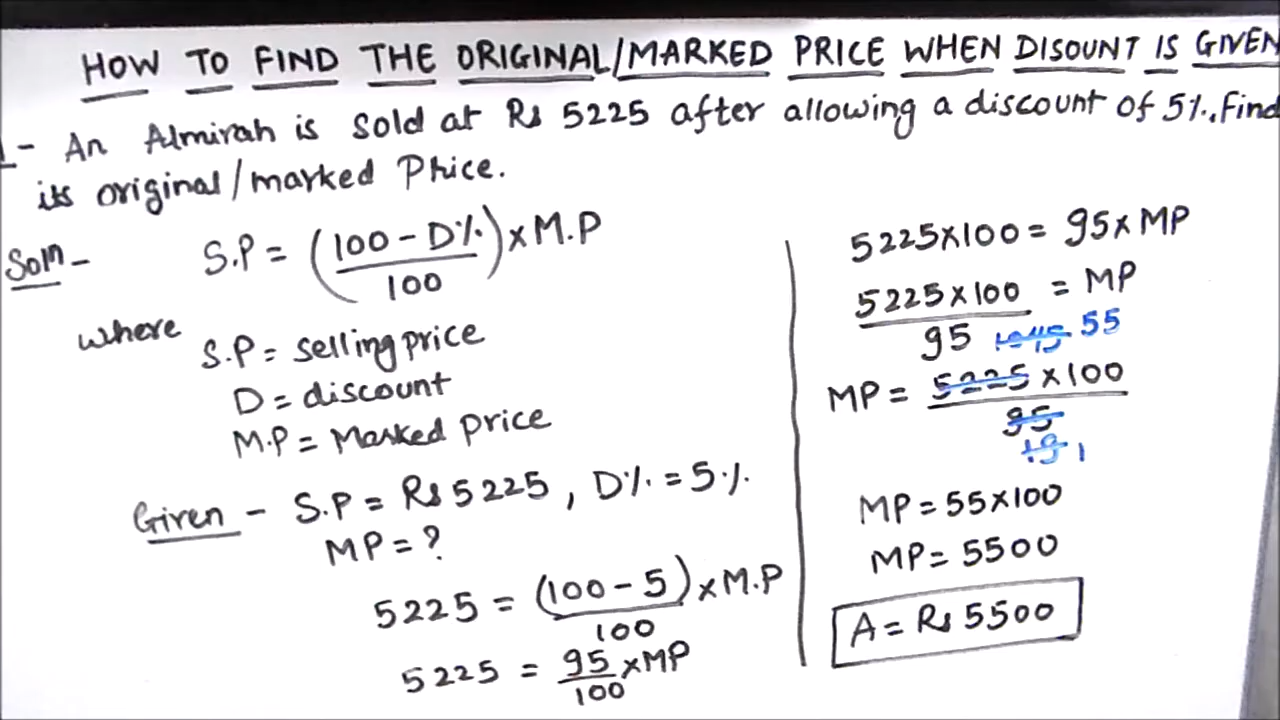 HOW TO FIND THE ORIGINAL/MARKED PRICE WHEN DISOUNT IS GIVEN
1- An Almirah is sold at Rs 5225 after allowing a discount of 5%. Find
its original/marked Price.
Soln- S.P = (100-D%/100) x M.P
where
S.P = selling price
D = discount
M.P = Marked price
Given - S.P = Rs 5225, D% = 5%.
MP = ?
5225 = (100-5)/100 x M.P
5225 = 95/100 x MP
5225x100 = 95x MP
5225x100/95 = MP
1045 55
MP = 5225 x100/95
19 1
MP = 55x100
MP = 5500
A = Rs 5500